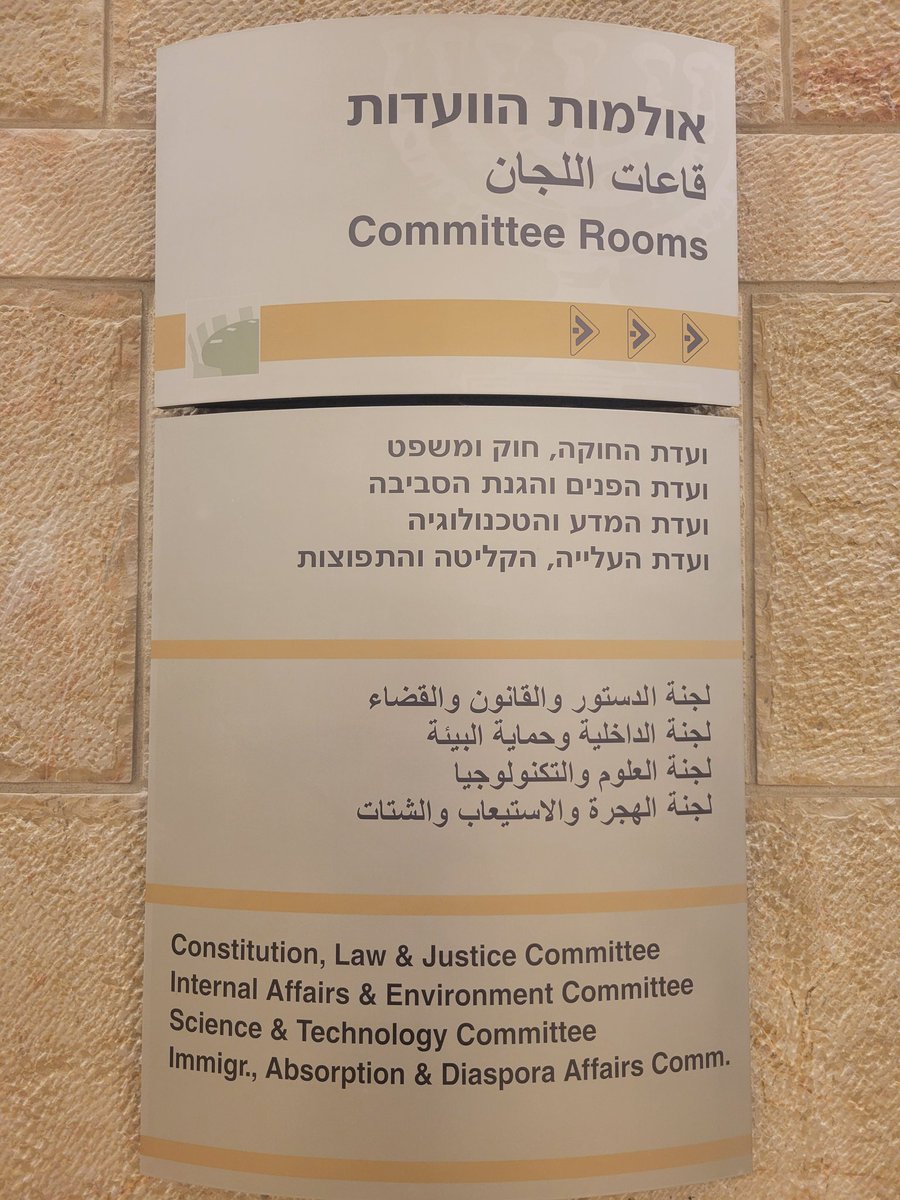 אולמות הוועדות
قاعات اللجان
Committee Rooms
ועדת החוקה, חוק ומשפט
ועדת הפנים והגנת הסביבה
ועדת המדע והטכנולוגיה
ועדת העלייה, הקליטה והתפוצות
لجنة الدستور والقانون والقضاء
لجنة الداخلية وحماية البيئة
لجنة العلوم والتكنولوجيا
لجنة الهجرة والاستيعاب والشتات
Constitution, Law & Justice Committee
Internal Affairs & Environment Committee
Science & Technology Committee
Immigr., Absorption & Diaspora Affairs Comm.